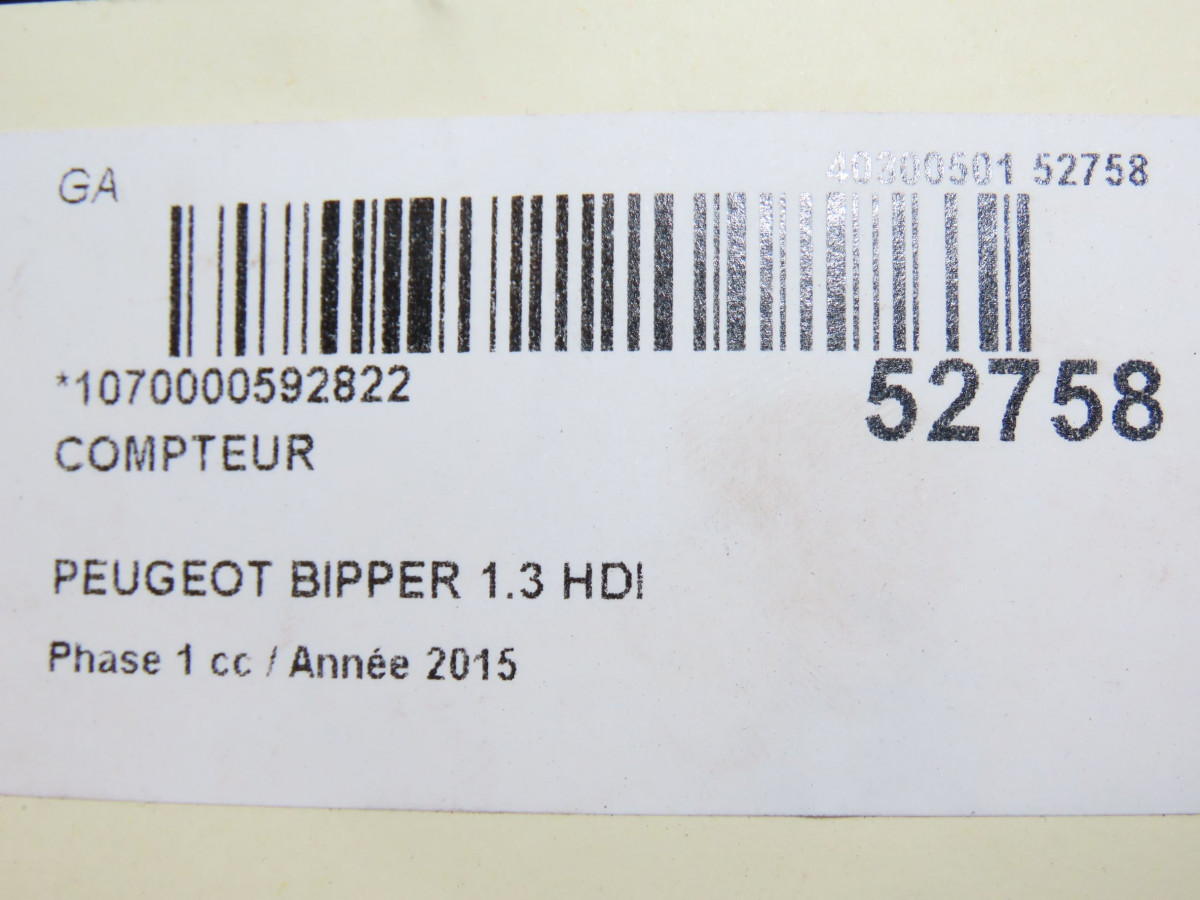 GA
40300501 52758
*1070000592822
52758
COMPTEUR
PEUGEOT BIPPER 1.3 HDI
Phase 1 cc / Année 2015